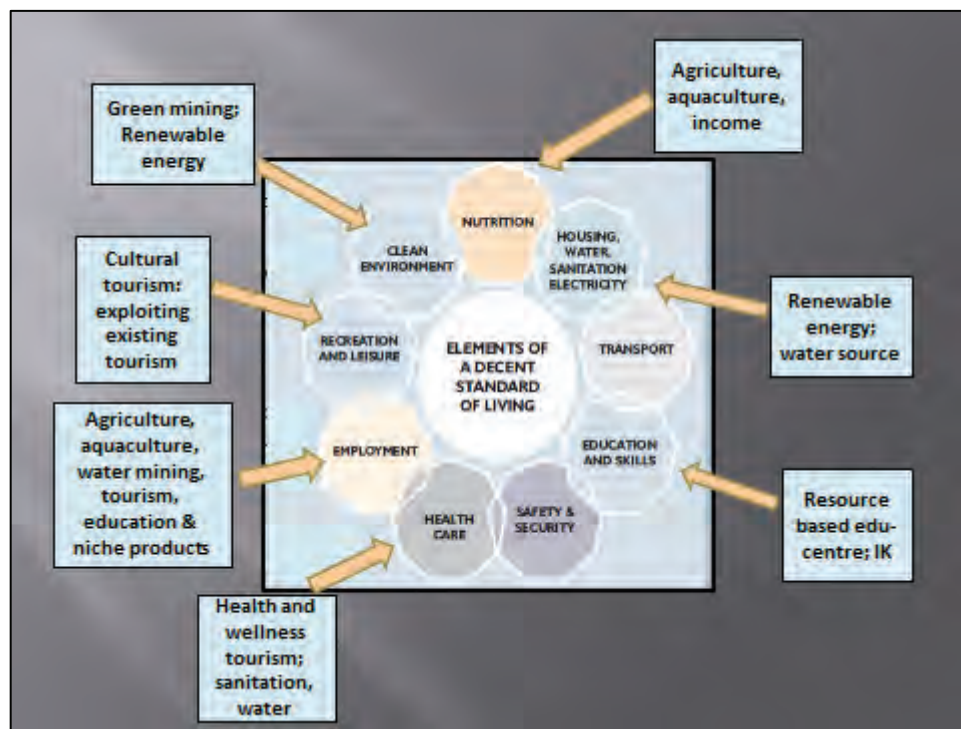 Agriculture,
aquaculture,
income
Green mining;
Renewable
energy
NUTRITION
CLEAN
ENVIRONMENT
HOUSING,
WATER,
SANITATION
ELECTRICITY
Cultural
tourism:
exploiting
existing
tourism
RECREATION
AND LEISURE
ELEMENTS OF
A DECENT
STANDARD
OF LIVING
TRANSPORT
Renewable
energy;
water source
Agriculture,
aquaculture,
water mining,
tourism,
education &
niche products
EMPLOYMENT
EDUCATION
AND SKILLS
HEALTH
CARE
SAFETY &
SECURITY
Resource
based edu-
centre; IK
Health and
wellness
tourism;
sanitation,
water